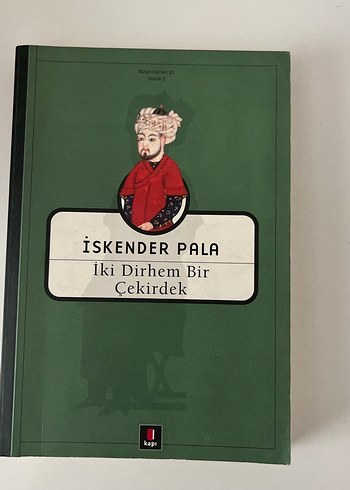 İSKENDER PALA
İki Dirhem Bir
Çekirdek
kapı